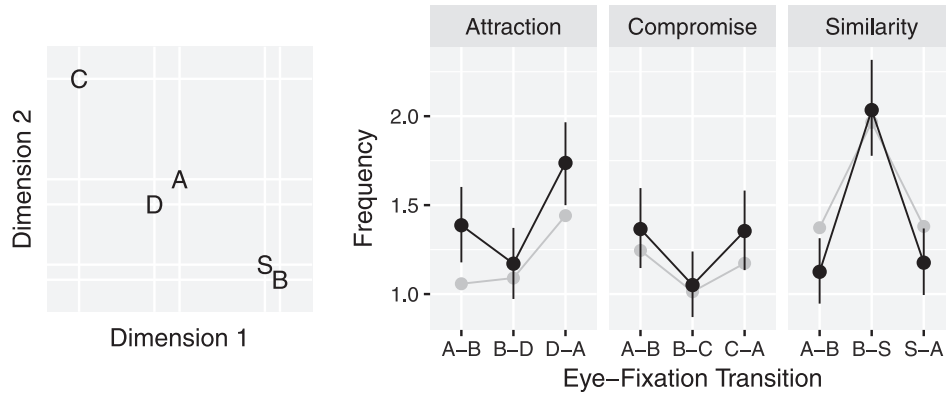 C
A
D
S
B
Dimension 2
Dimension 1
Attraction
Compromise
Similarity
Frequency
2.0
1.5
1.0
A–B B–D D–A
A–B B–C C–A
A–B B–S S–A
Eye–Fixation Transition